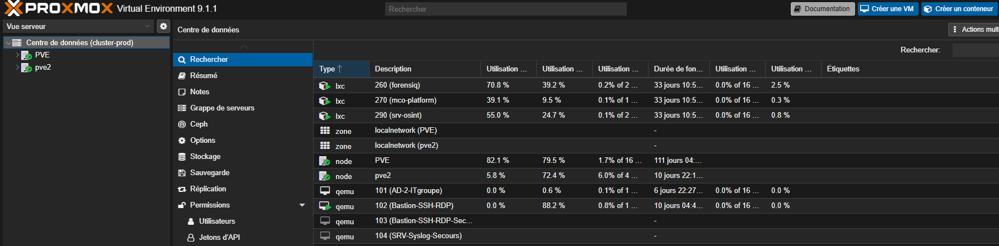 PROXMOX Virtual Environment 9.1.1
Rechercher
Documentation
Créer une VM
Créer un conteneur
Vue serveur
Centre de données (cluster-prod)
PVE
pve2
Centre de données
Actions mult
Rechercher
Résumé
Notes
Grappe de serveurs
Ceph
Options
Stockage
Sauvegarde
Réplication
Permissions
Utilisateurs
Jetons d'API
Rechercher:
Type Description Utilisation ... Utilisation ... Utilisation ... Durée de fon... Utilisation ... Utilisation ... Étiquettes
lxc 260 (forensiq) 70.8 % 39.2 % 0.2% of 2 ... 33 jours 10:5... 0.0% of 16 ... 2.5 %
lxc 270 (mco-platform) 39.1 % 9.5 % 0.1% of 1 ... 33 jours 10:5... 0.0% of 16 ... 0.3 %
lxc 290 (srv-osint) 55.0 % 24.7 % 0.1% of 2 ... 33 jours 10:5... 0.0% of 16 ... 0.8 %
zone localnetwork (PVE) -
zone localnetwork (pve2) -
node PVE 82.1 % 79.5 % 1.7% of 16 ... 111 jours 04:...
node pve2 5.8 % 72.4 % 6.0% of 4 ... 10 jours 22:1...
qemu 101 (AD-2-ITgroupe) 0.0 % 0.6 % 0.1% of 1 ... 6 jours 22:27... 0.0% of 16 ... 0.0 %
qemu 102 (Bastion-SSH-RDP) 0.0 % 88.2 % 0.8% of 1 ... 10 jours 04:4... 0.0% of 16 ... 0.0 %
qemu 103 (Bastion-SSH-RDP-Sec... -
qemu 104 (SRV-Syslog-Secours) -